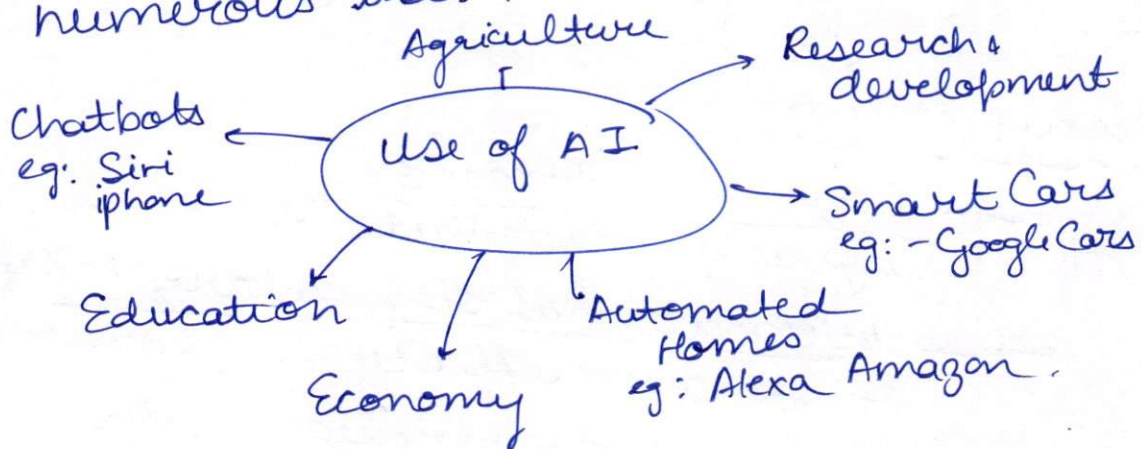 numerous
Agriculture
Research &
development
Chatbots
eg: Siri
iphone
Use of AI
Smart Cars
eg: - Google Cars
Education
Automated
Homes
eg: Alexa Amazon.
Economy